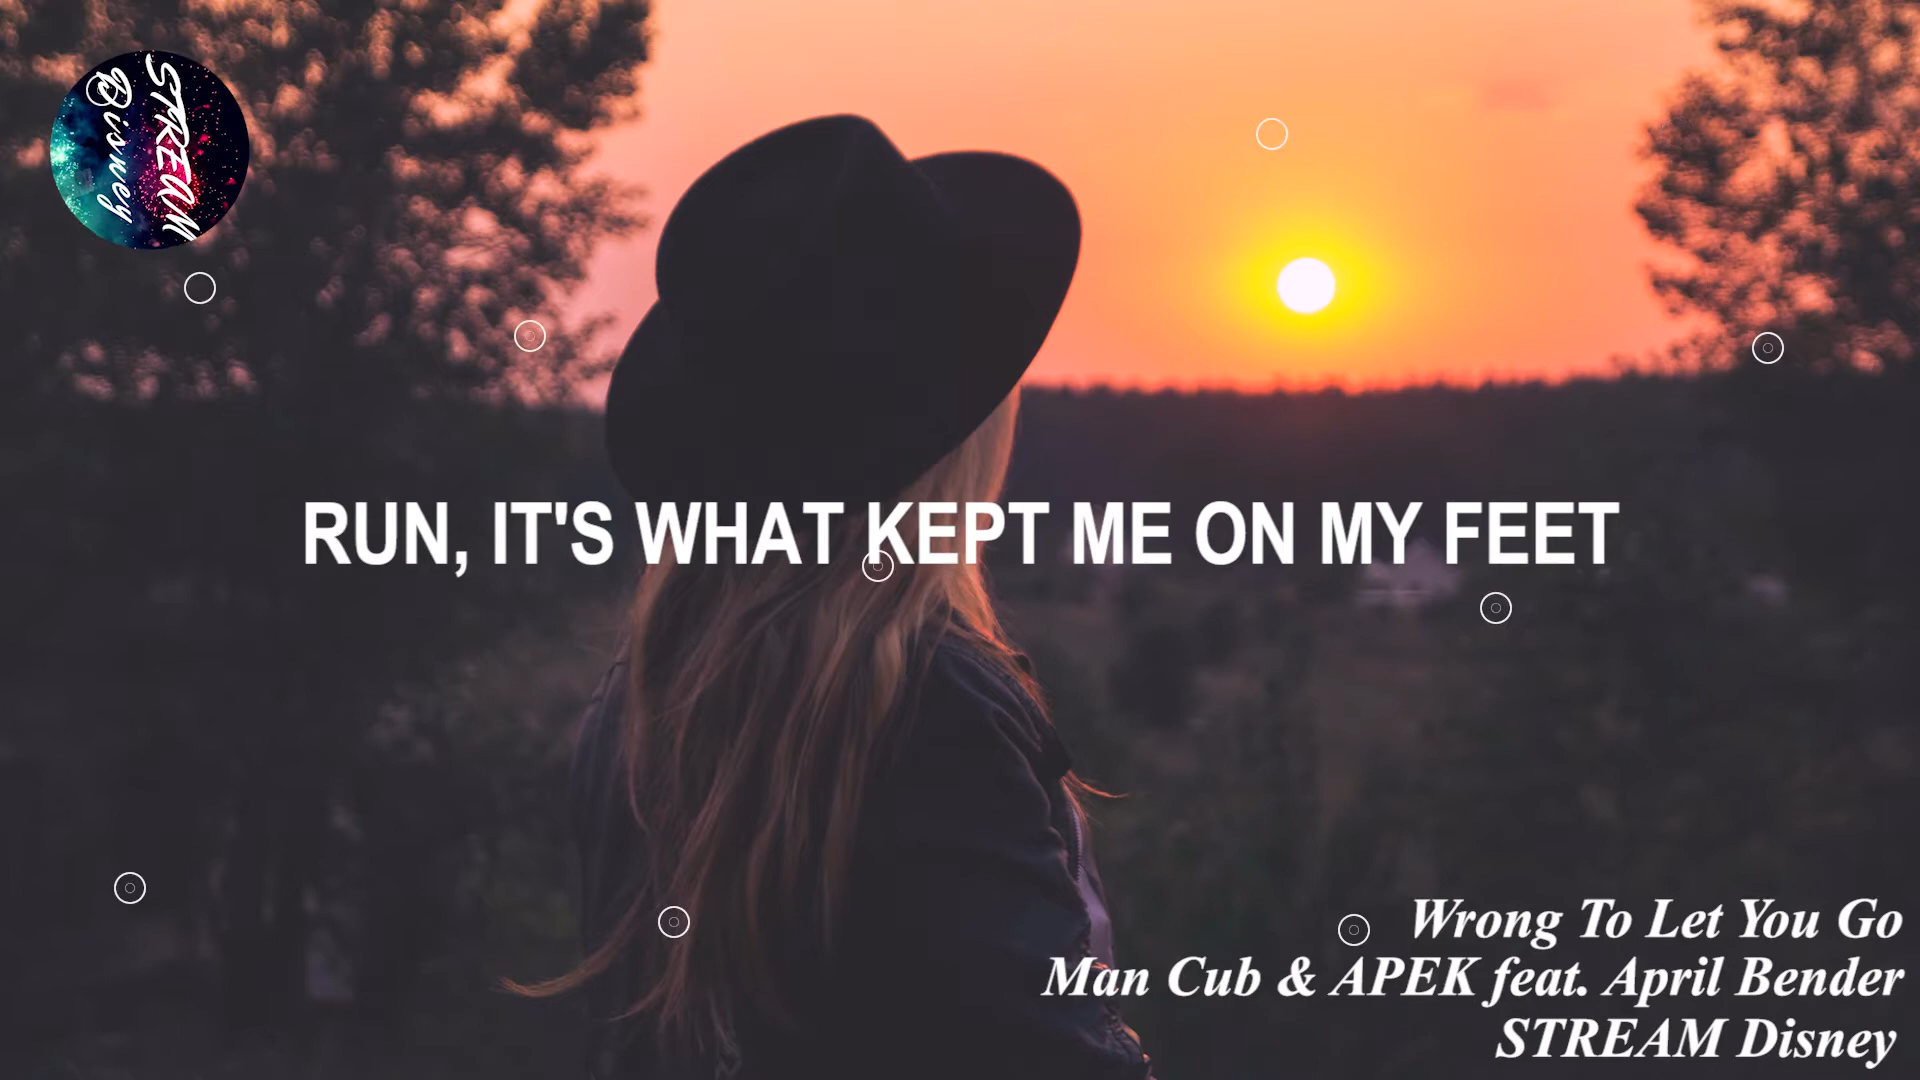 STREAM
Disney
RUN, IT'S WHAT KEPT ME ON MY FEET
Wrong To Let You Go
Man Cub & APEK feat. April Bender
STREAM Disney